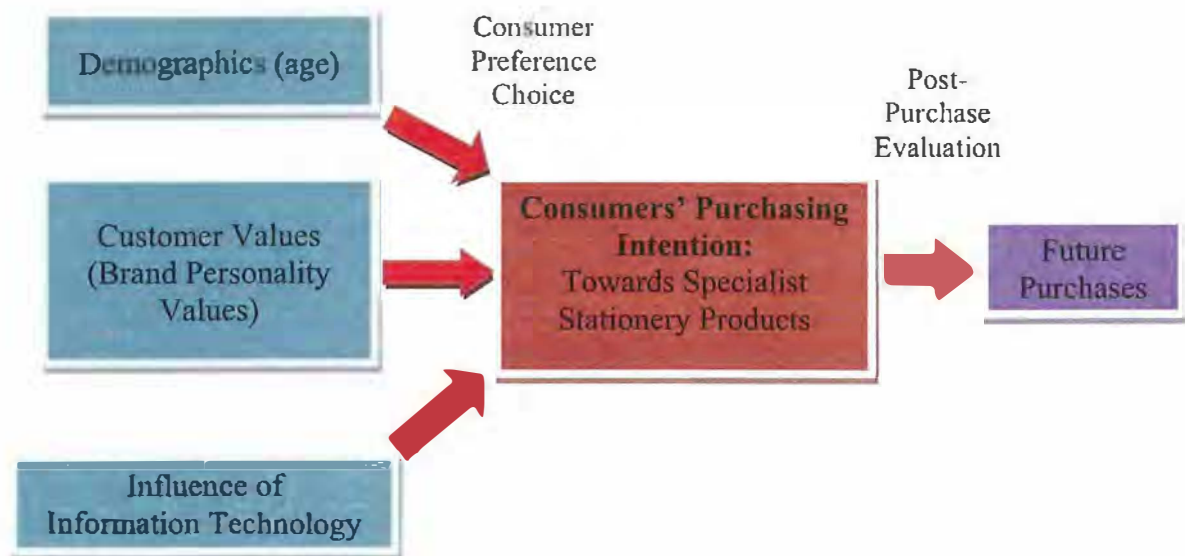 Demographics (age)
Consumer
Preference
Choice
Post-
Purchase
Evaluation
Customer Values
(Brand Personality
Values)
Consumers’ Purchasing
Intention:
Towards Specialist
Stationery Products
Future
Purchases
Influence of
Information Technology